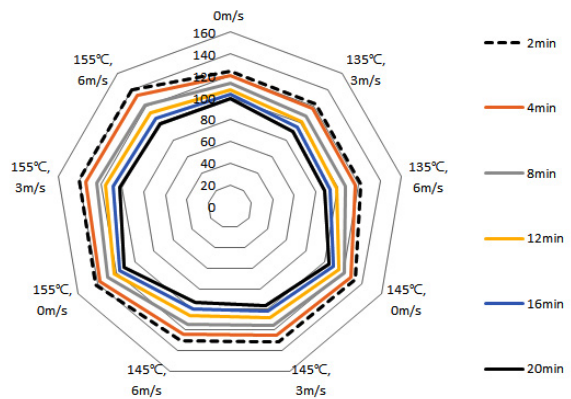 0m/s
160
140
120
100
80
60
40
20
0
135℃,
3m/s
135℃,
6m/s
145℃,
0m/s
145℃,
3m/s
145℃,
6m/s
155℃,
0m/s
155℃,
3m/s
155℃,
6m/s
2min
4min
8min
12min
16min
20min